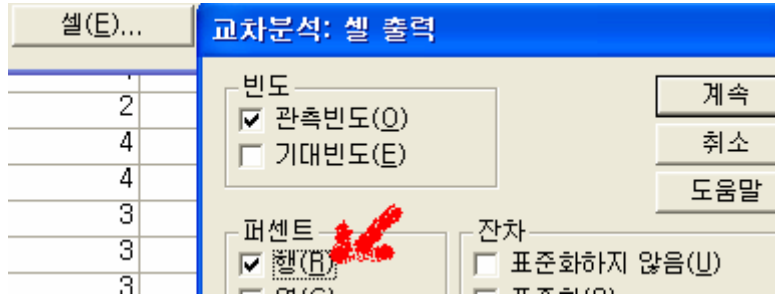 셀(E)...
교차분석: 셀 출력
2
4
4
3
3
3
빈도
관측빈도(O)
기대빈도(E)
계속
취소
도움말
퍼센트
행(R)
잔차
표준화하지 않음(U)